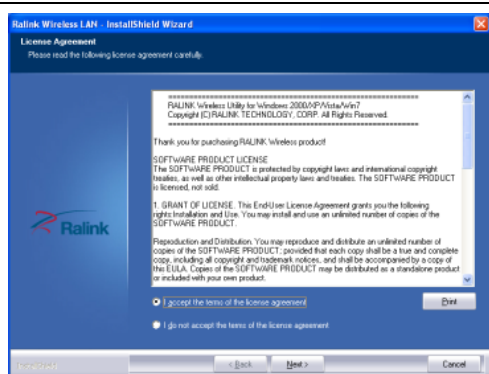 Ralink Wireless LAN - InstallShield Wizard
License Agreement
Please read the following license agreement carefully.
RALINK Wireless Utility for Windows 2000/XP/Vista/Win7
Copyright (C) RALINK TECHNOLOGY, CORP. All Rights Reserved.
Thank you for purchasing RALINK Wireless product!
SOFTWARE PRODUCT LICENSE
The SOFTWARE PRODUCT is protected by copyright laws and international copyright
treaties, as well as other intellectual property laws and treaties. The SOFTWARE PRODUCT
is licensed, not sold.
1. GRANT OF LICENSE. This End-User License Agreement grants you the following
rights Installation and Use. You may install and use an unlimited number of copies of the
SOFTWARE PRODUCT.
Reproduction and Distribution. You may reproduce and distribute an unlimited number of
copies of the SOFTWARE PRODUCT; provided that each copy shall be a true and complete
copy, including all copyright and trademark notices, and shall be accompanied by a copy of
this EULA. Copies of the SOFTWARE PRODUCT may be distributed as a standalone product
or included with your own product.
Ralink
I accept the terms of the license agreement
Print
I do not accept the terms of the license agreement
InstallShield
< Back
Next >
Cancel